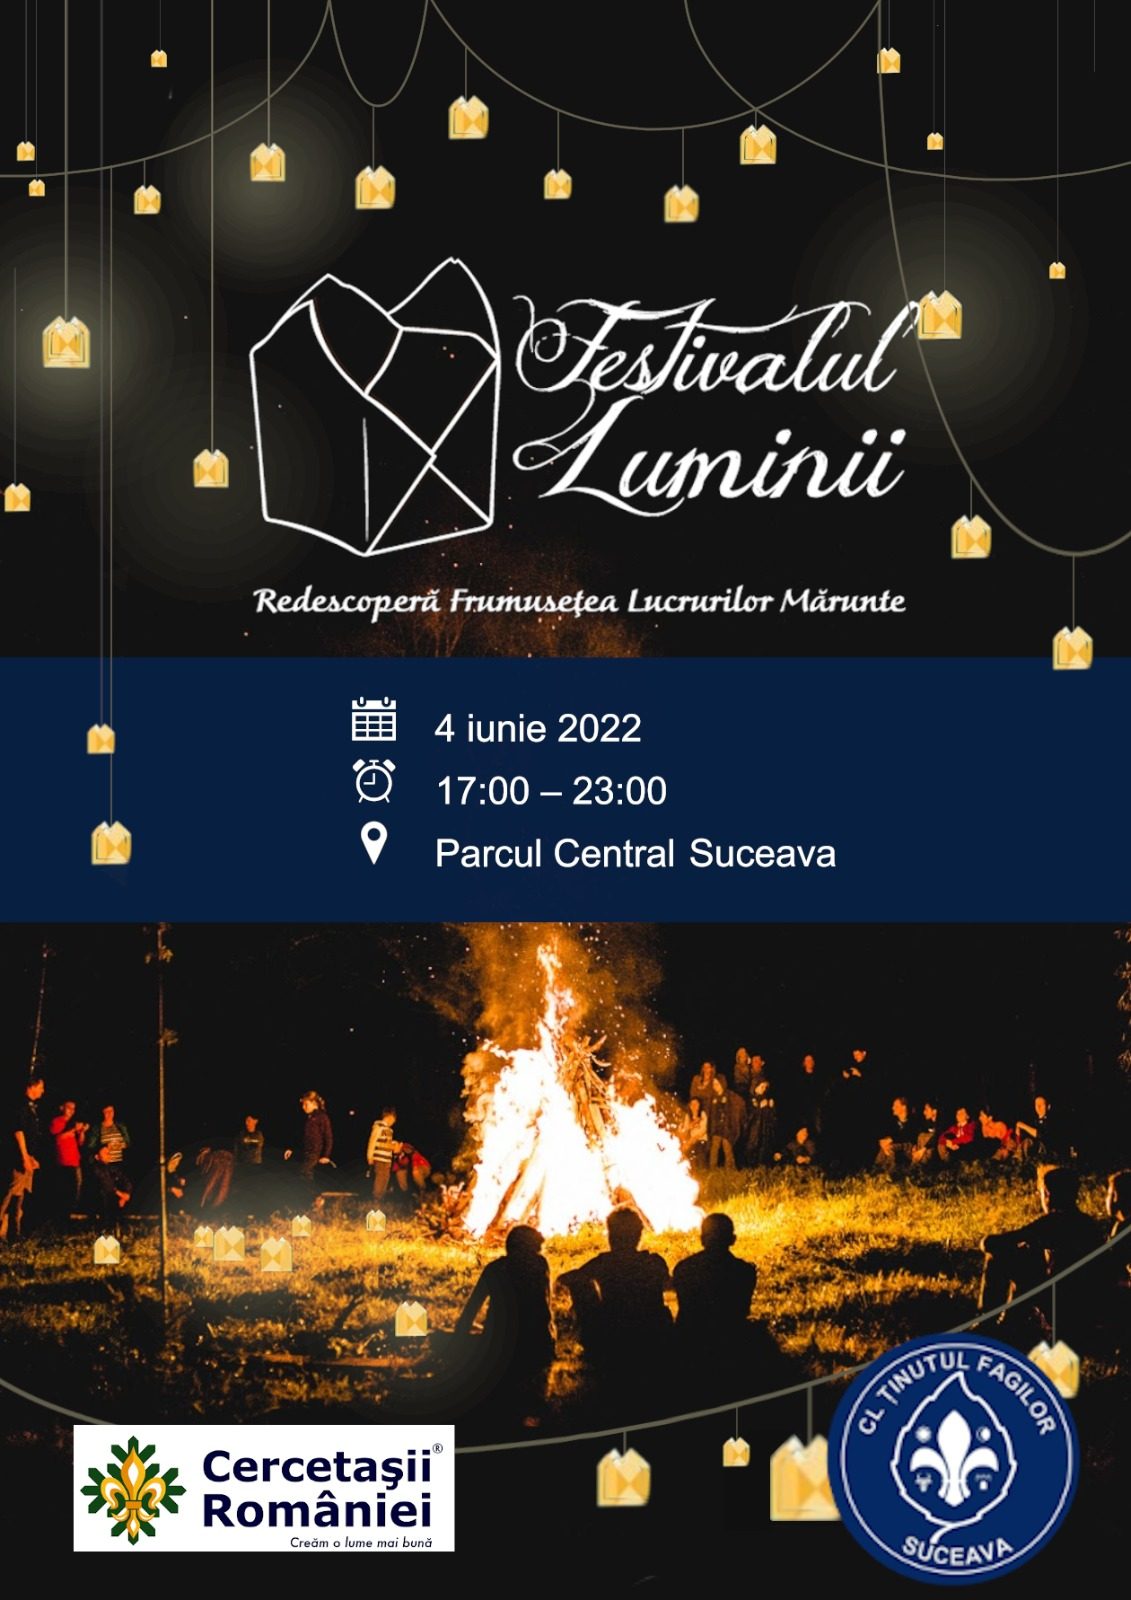 Festivalul
Luminii
Redescoperă Frumusețea Lucrurilor Mărunte
4 iunie 2022
17:00 – 23:00
Parcul Central Suceava
Cercetaşii®
României
Creăm o lume mai bună
CL ȚINUTUL FAGILOR
SUCEAVA